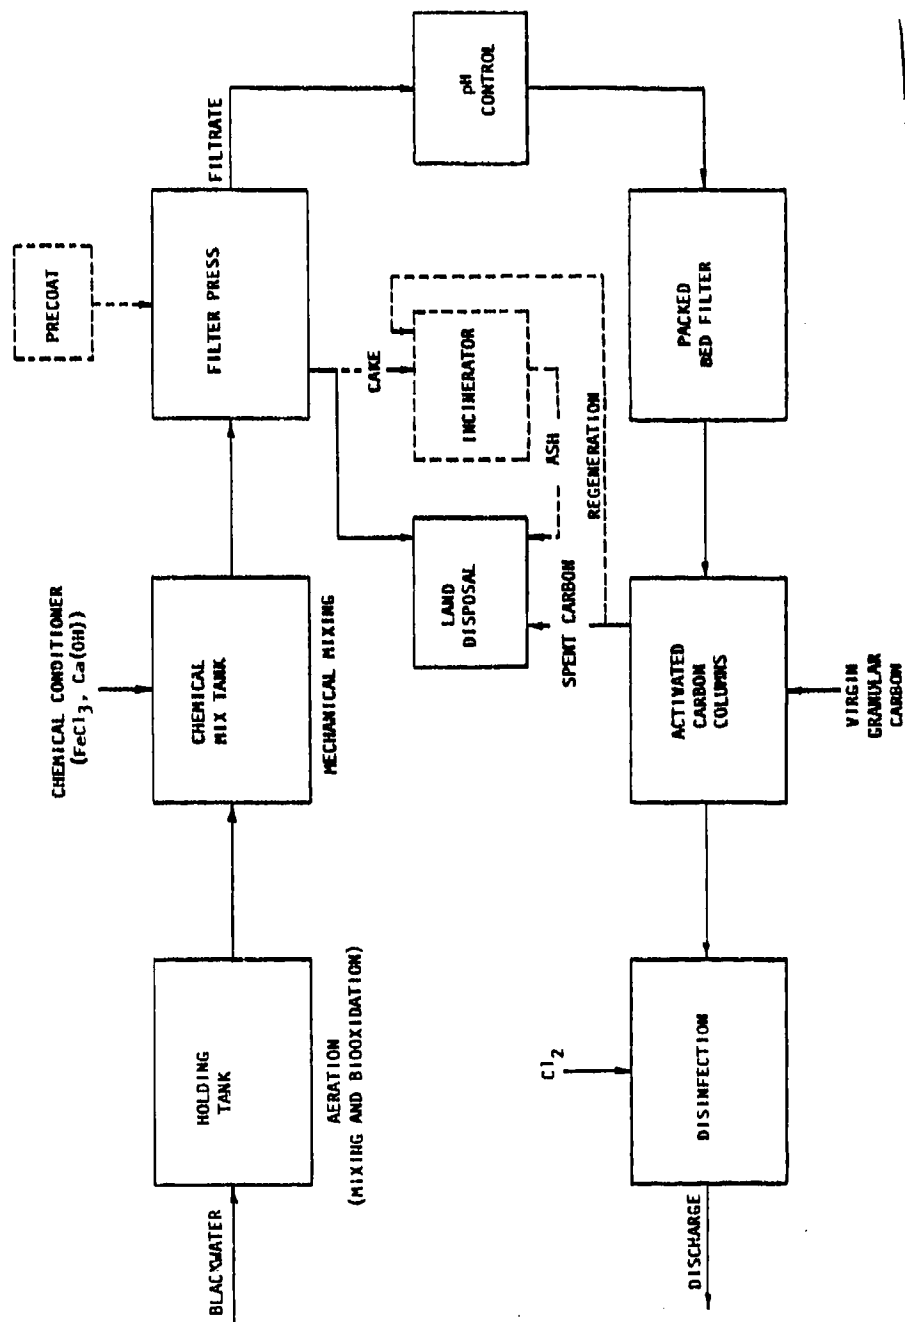 BLACKWATER
HOLDING
TANK
AERATION
(MIXING AND BIOOXIDATION)
CHEMICAL CONDITIONER
(FeCl3, Ca(OH))
CHEMICAL
MIX TANK
MECHANICAL MIXING
PRECOAT
FILTER PRESS
FILTRATE
CAKE
INCINERATOR
ASH
REGENERATION
LAND
DISPOSAL
SPENT CARBON
pH
CONTROL
PACKED
BED FILTER
ACTIVATED
CARBON
COLUMNS
VIRGIN
GRANULAR
CARBON
Cl2
DISINFECTION
DISCHARGE